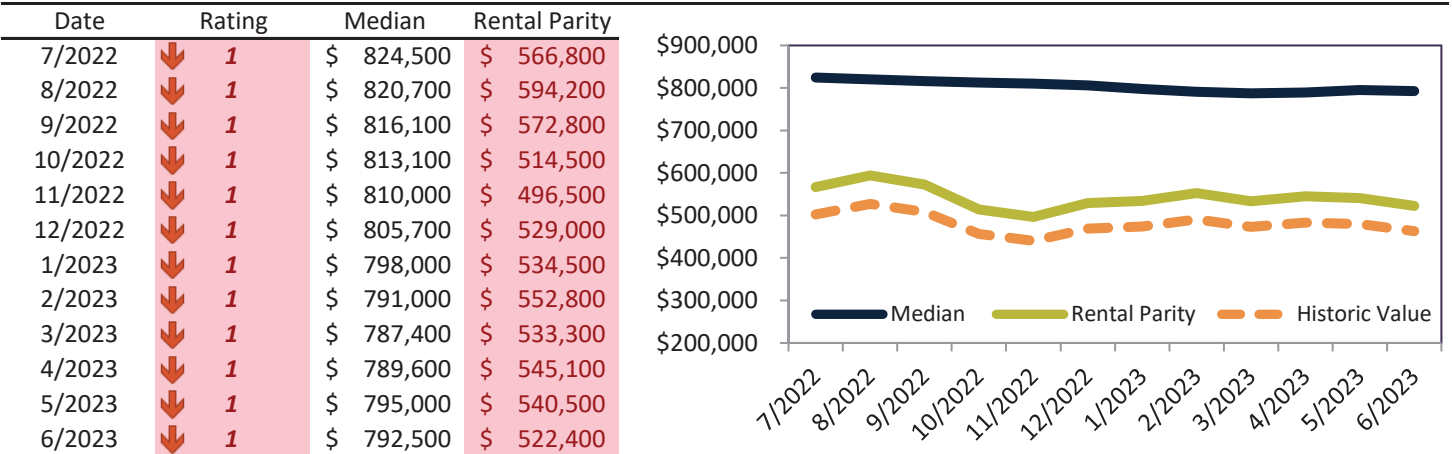 Date Rating Median Rental Parity
7/2022 1 $ 824,500 $ 566,800
8/2022 1 $ 820,700 $ 594,200
9/2022 1 $ 816,100 $ 572,800
10/2022 1 $ 813,100 $ 514,500
11/2022 1 $ 810,000 $ 496,500
12/2022 1 $ 805,700 $ 529,000
1/2023 1 $ 798,000 $ 534,500
2/2023 1 $ 791,000 $ 552,800
3/2023 1 $ 787,400 $ 533,300
4/2023 1 $ 789,600 $ 545,100
5/2023 1 $ 795,000 $ 540,500
6/2023 1 $ 792,500 $ 522,400
$900,000
$800,000
$700,000
$600,000
$500,000
$400,000
$300,000
$200,000
Median Rental Parity Historic Value
7/2022 8/2022 9/2022 10/2022 11/2022 12/2022 1/2023 2/2023 3/2023 4/2023 5/2023 6/2023